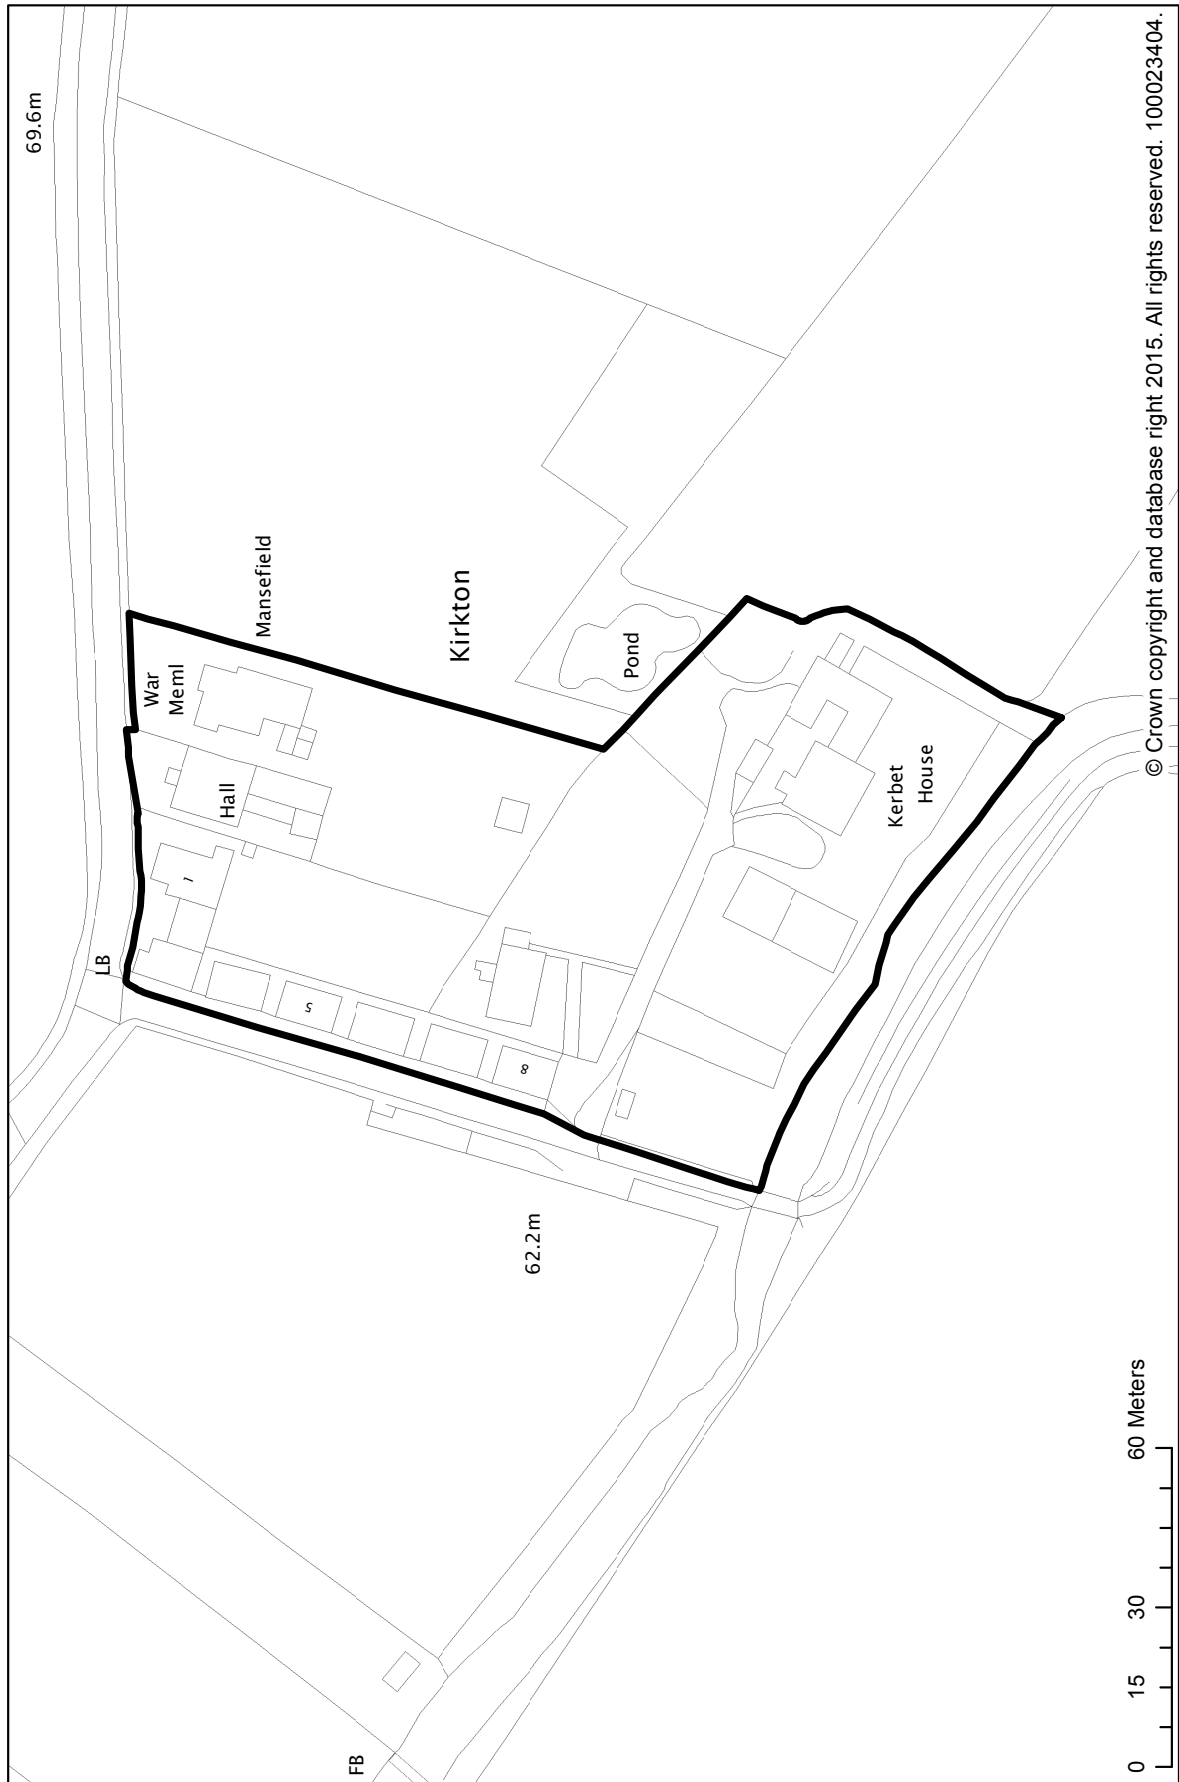 69.6m
War
Meml
Mansefield
Kirkton
Hall
Pond
1
LB
5
8
Kerbet
House
62.2m
FB
0 15 30 60 Meters
© Crown copyright and database right 2015. All rights reserved. 100023404.